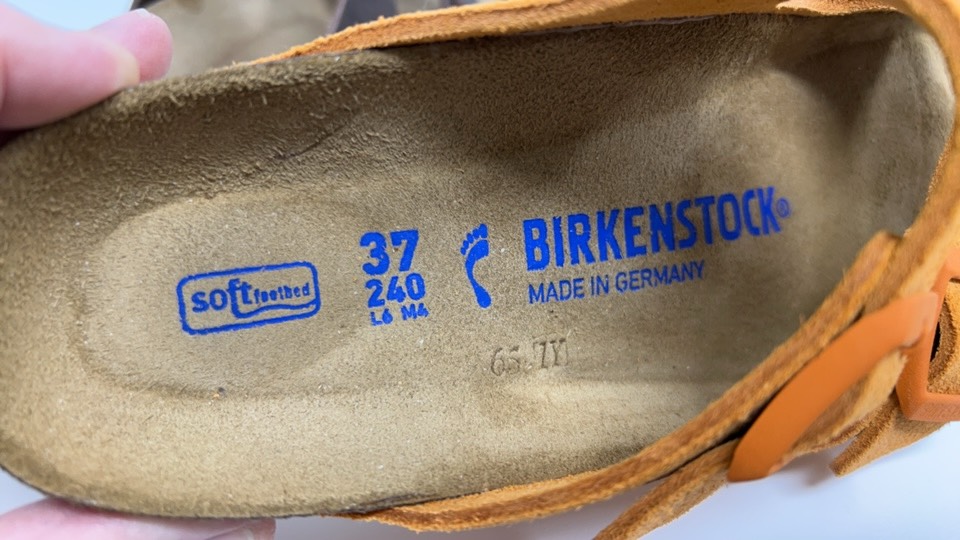 soft footbed
37
240
L6 M4
BIRKENSTOCK®
MADE IN GERMANY